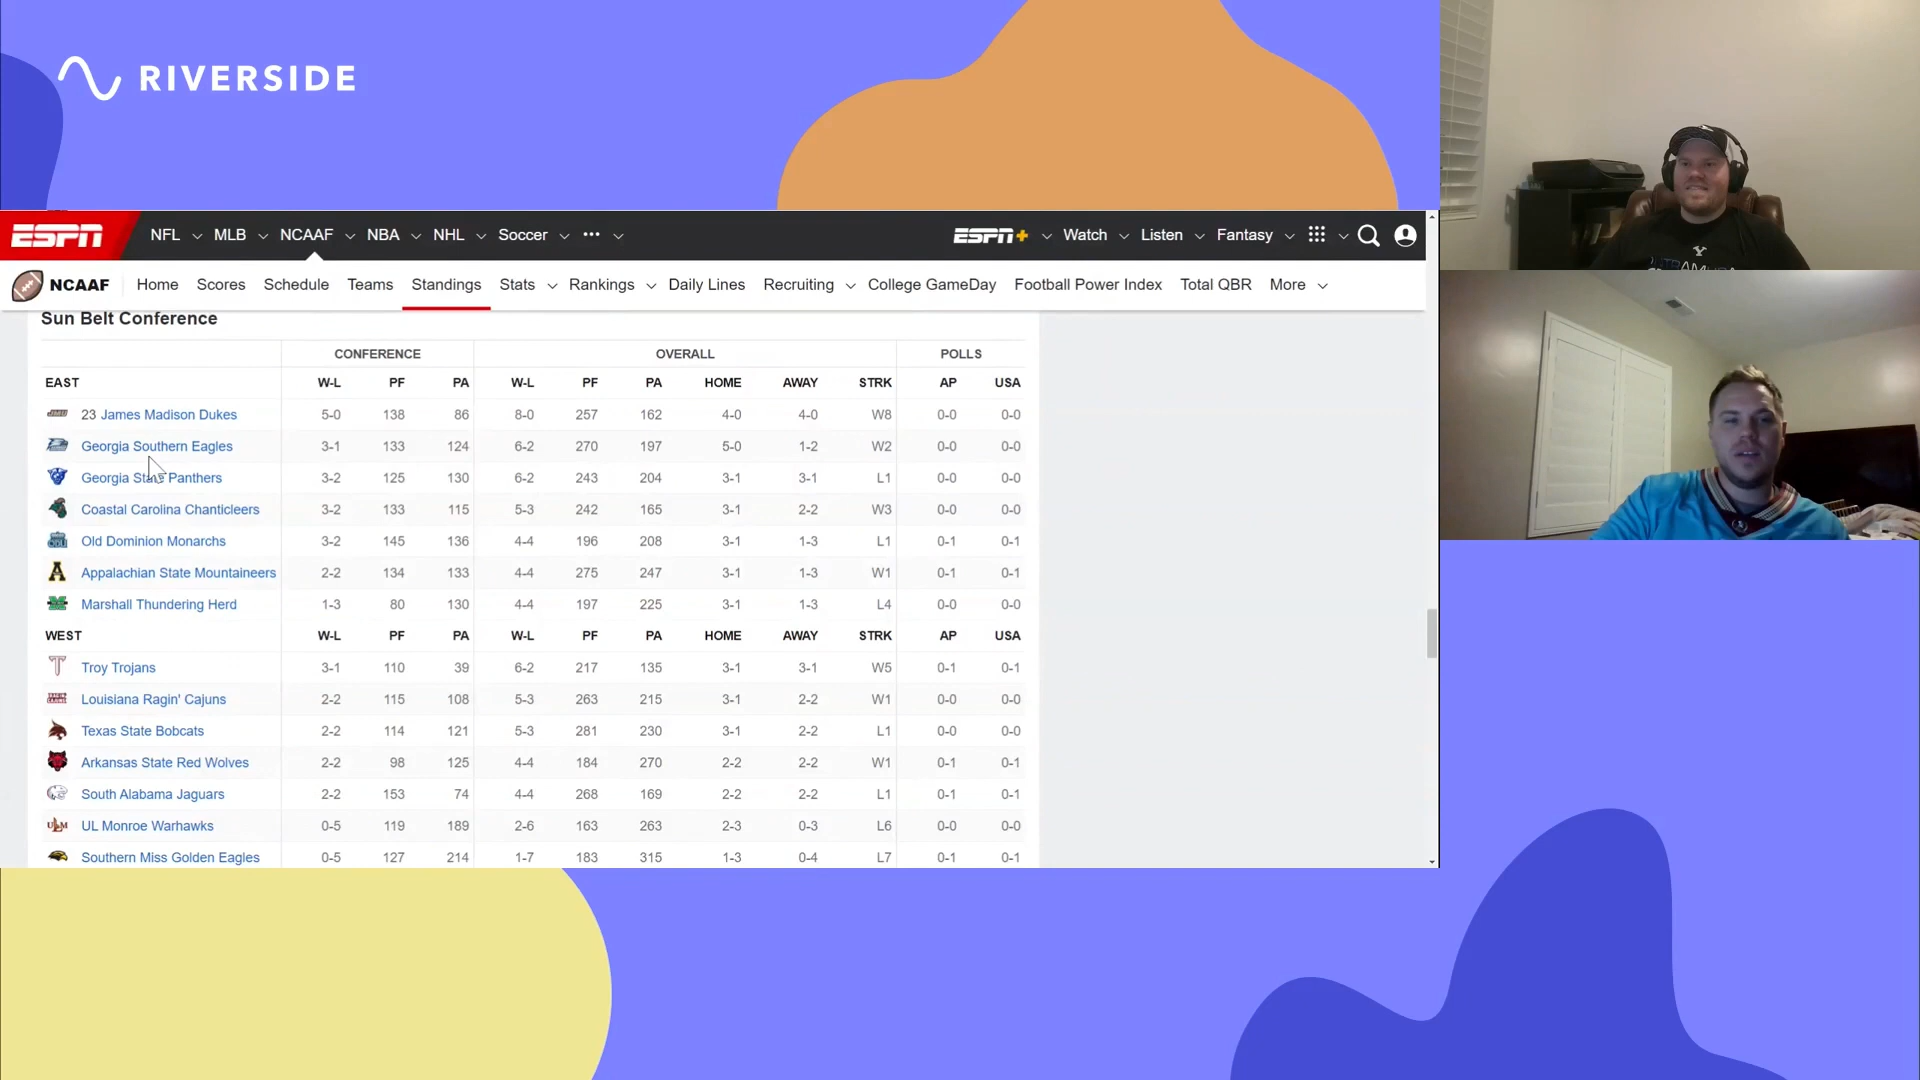 RIVERSIDE
ESPN NFL MLB NCAAF NBA NHL Soccer ••• ESPN+ Watch Listen Fantasy
NCAAF Home Scores Schedule Teams Standings Stats Rankings Daily Lines Recruiting College GameDay Football Power Index Total QBR More
Sun Belt Conference
CONFERENCE OVERALL POLLS
EAST W-L PF PA W-L PF PA HOME AWAY STRK AP USA
JMU 23 James Madison Dukes 5-0 138 86 8-0 257 162 4-0 4-0 W8 0-0 0-0
Georgia Southern Eagles 3-1 133 124 6-2 270 197 5-0 1-2 W2 0-0 0-0
Georgia State Panthers 3-2 125 130 6-2 243 204 3-1 3-1 L1 0-0 0-0
Coastal Carolina Chanticleers 3-2 133 115 5-3 242 165 3-1 2-2 W3 0-0 0-0
Old Dominion Monarchs 3-2 145 136 4-4 196 208 3-1 1-3 L1 0-1 0-1
A Appalachian State Mountaineers 2-2 134 133 4-4 275 247 3-1 1-3 W1 0-1 0-1
M Marshall Thundering Herd 1-3 80 130 4-4 197 225 3-1 1-3 L4 0-0 0-0
WEST W-L PF PA W-L PF PA HOME AWAY STRK AP USA
T Troy Trojans 3-1 110 39 6-2 217 135 3-1 3-1 W5 0-1 0-1
Louisiana Ragin' Cajuns 2-2 115 108 5-3 263 215 3-1 2-2 W1 0-0 0-0
Texas State Bobcats 2-2 114 121 5-3 281 230 3-1 2-2 L1 0-0 0-0
Arkansas State Red Wolves 2-2 98 125 4-4 184 270 2-2 2-2 W1 0-1 0-1
South Alabama Jaguars 2-2 153 74 4-4 268 169 2-2 2-2 L1 0-1 0-1
ULM UL Monroe Warhawks 0-5 119 189 2-6 163 263 2-3 0-3 L6 0-0 0-0
Southern Miss Golden Eagles 0-5 127 214 1-7 183 315 1-3 0-4 L7 0-1 0-1